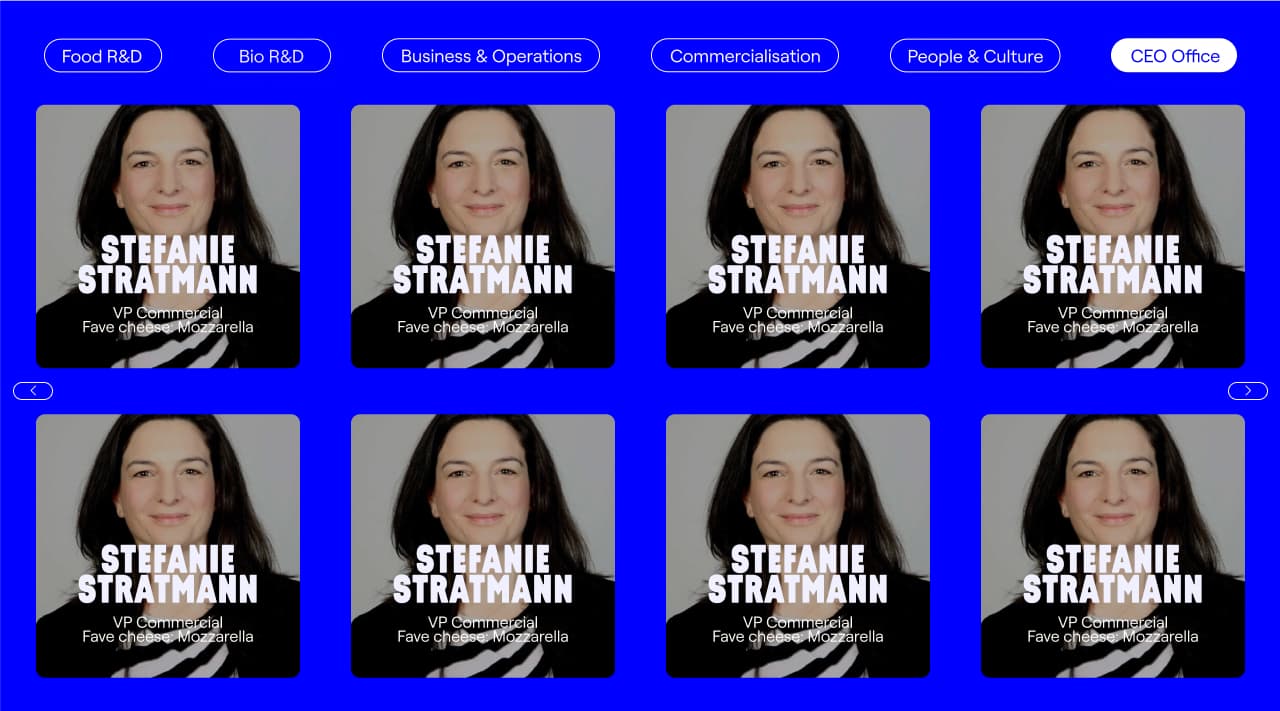 Food R&D
Bio R&D
Business & Operations
Commercialisation
People & Culture
CEO Office
STEFANIE
STRATMANN
VP Commercial
Fave cheese: Mozzarella
STEFANIE
STRATMANN
VP Commercial
Fave cheese: Mozzarella
STEFANIE
STRATMANN
VP Commercial
Fave cheese: Mozzarella
STEFANIE
STRATMANN
VP Commercial
Fave cheese: Mozzarella
STEFANIE
STRATMANN
VP Commercial
Fave cheese: Mozzarella
STEFANIE
STRATMANN
VP Commercial
Fave cheese: Mozzarella
STEFANIE
STRATMANN
VP Commercial
Fave cheese: Mozzarella
STEFANIE
STRATMANN
VP Commercial
Fave cheese: Mozzarella